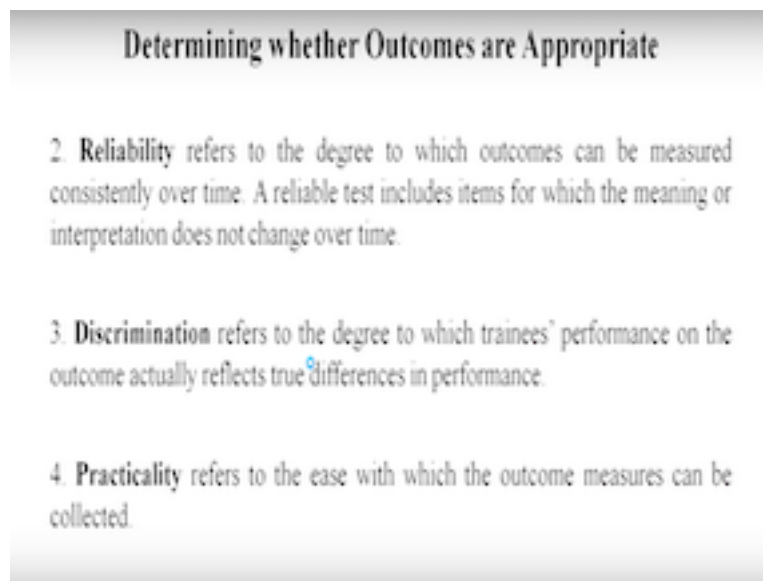 Determining whether Outcomes are Appropriate
2. Reliability refers to the degree to which outcomes can be measured
consistently over time. A reliable test includes items for which the meaning or
interpretation does not change over time.
3. Discrimination refers to the degree to which trainees' performance on the
outcome actually reflects true differences in performance.
4. Practicality refers to the ease with which the outcome measures can be
collected.